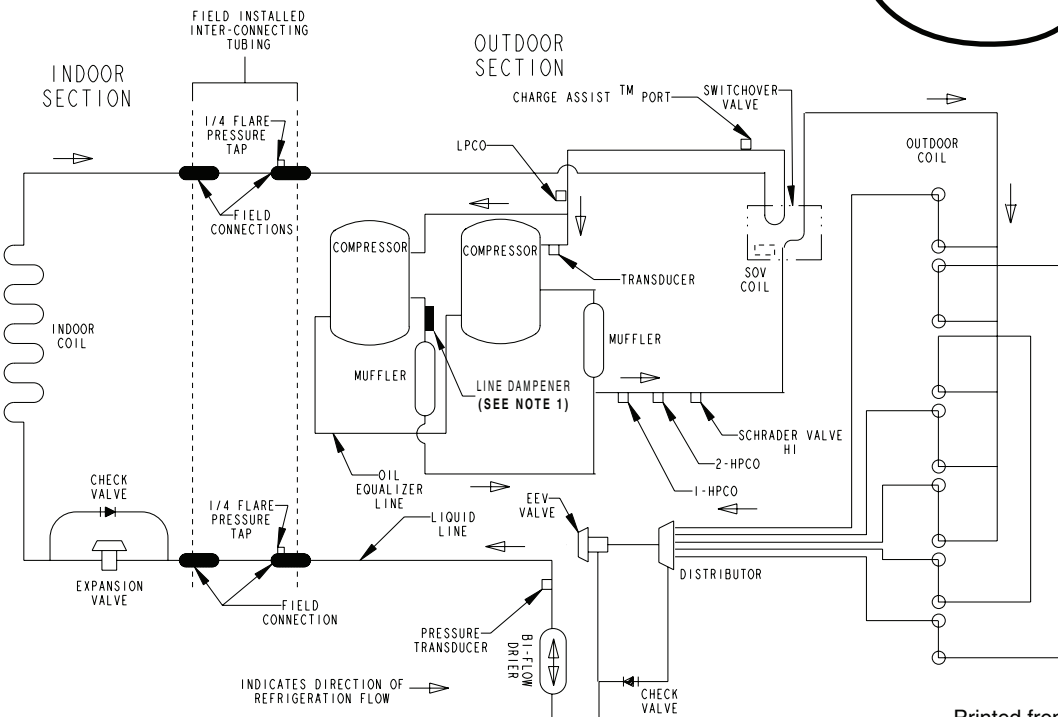 FIELD INSTALLED
INTER-CONNECTING
TUBING
INDOOR
SECTION
OUTDOOR
SECTION
CHARGE ASSIST TM PORT
SWITCHOVER
VALVE
1/4 FLARE
PRESSURE
TAP
LPCO
OUTDOOR
COIL
FIELD
CONNECTIONS
COMPRESSOR
COMPRESSOR
TRANSDUCER
SOV
COIL
INDOOR
COIL
MUFFLER
MUFFLER
LINE DAMPENER
(SEE NOTE 1)
SCHRADER VALVE
HI
2-HPCO
1-HPCO
OIL
EQUALIZER
LINE
CHECK
VALVE
1/4 FLARE
PRESSURE
TAP
LIQUID
LINE
EEV
VALVE
DISTRIBUTOR
EXPANSION
VALVE
FIELD
CONNECTION
PRESSURE
TRANSDUCER
BI-FLOW
DRIER
INDICATES DIRECTION OF
REFRIGERATION FLOW
CHECK
VALVE
Printed from